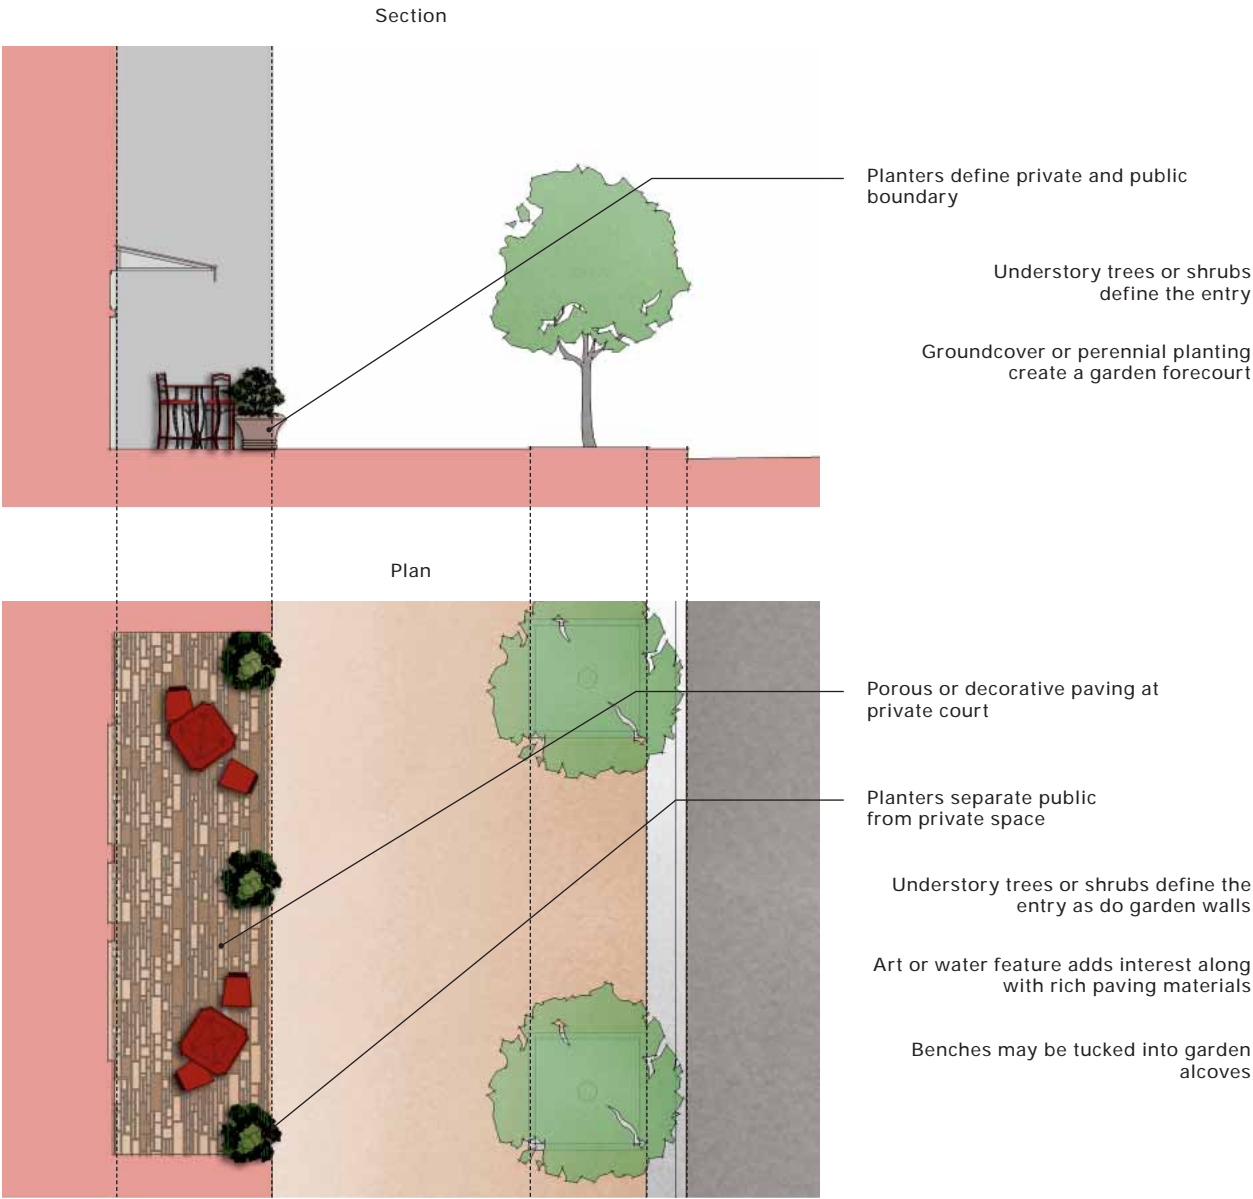 Section
Planters define private and public
boundary
Understory trees or shrubs
define the entry
Groundcover or perennial planting
create a garden forecourt
Plan
Porous or decorative paving at
private court
Planters separate public
from private space
Understory trees or shrubs define the
entry as do garden walls
Art or water feature adds interest along
with rich paving materials
Benches may be tucked into garden
alcoves